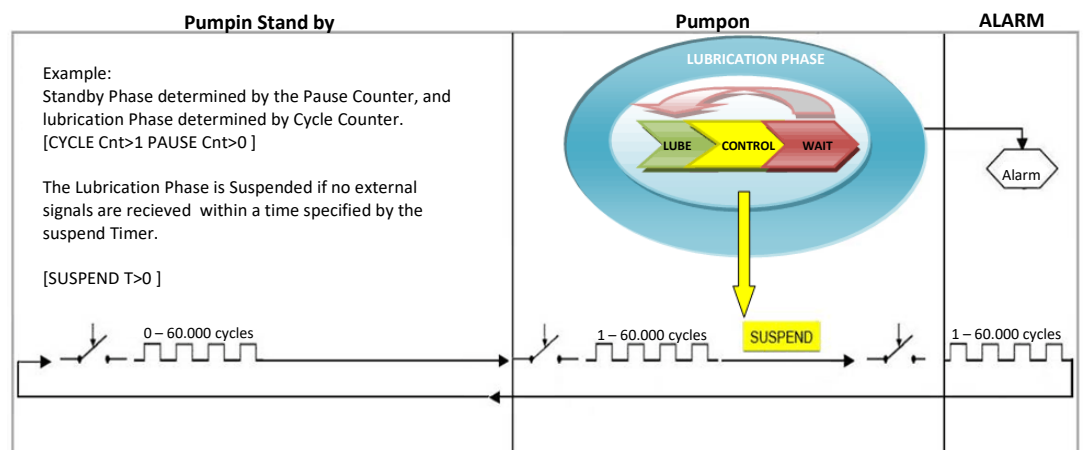 Pumpin Stand by
Pumpon
ALARM
Example:
Standby Phase determined by the Pause Counter, and
lubrication Phase determined by Cycle Counter.
[CYCLE Cnt>1 PAUSE Cnt>0 ]
The Lubrication Phase is Suspended if no external
signals are recieved within a time specified by the
suspend Timer.
[SUSPEND T>0 ]
LUBRICATION PHASE
LUBE
CONTROL
WAIT
Alarm
0 – 60.000 cycles
1 – 60.000 cycles
SUSPEND
1 – 60.000 cycles